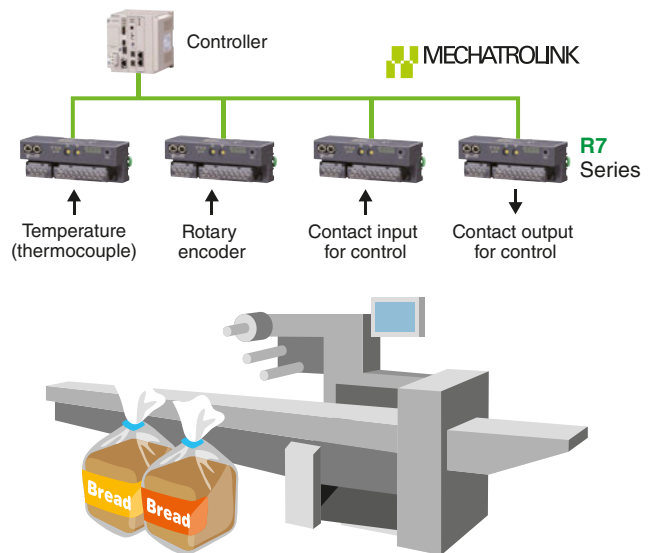 Controller
MECHATROLINK
R7
Series
Temperature
(thermocouple)
Rotary
encoder
Contact input
for control
Contact output
for control
Bread
Bread